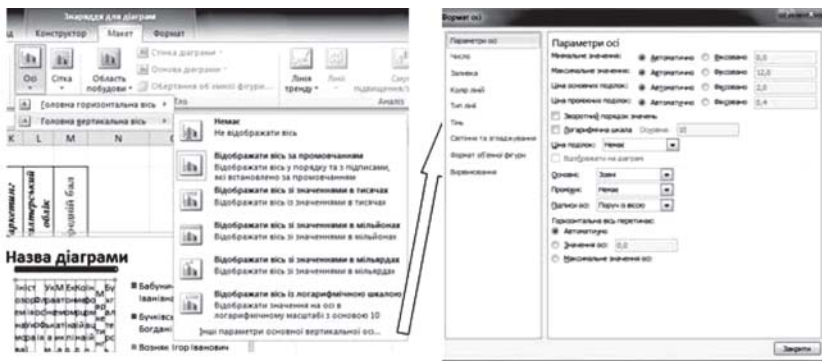 Знаряддя для діаграм
Конструктор Макет Формат
Стінка діаграми
Основа діаграми
Обертання об'ємної фігури...
Осі Сітка Область побудови
Лінія тренду Лінії
Аналіз
Головна горизонтальна вісь
Головна вертикальна вісь
Тло
K L M N
облік
бал
Назва діаграми
Іванівна
Богдані
Возняк Ігор Іванович
Немає
Не відображати вісь
Відображати вісь за промовчанням
Відображати вісь у порядку та з підписами,
які встановлено за промовчанням
Відображати вісь зі значеннями в тисячах
Відображати вісь із значеннями в тисячах
Відображати вісь зі значеннями в мільйонах
Відображати вісь зі значеннями в мільйонах
Відображати вісь зі значеннями в мільярдах
Відображати вісь зі значеннями в мільярдах
Відображати вісь із логарифмічною шкалою
Відображати значення на осі в
логарифмічному масштабі з основою 10
Інші параметри основної вертикальної осі...
Формат осі
Параметри осі
Число
Заливка
Колір лінії
Тип лінії
Тінь
Світіння та згладжування
Формат об'ємної фігури
Вирівнювання
Параметри осі
Мінімальне значення: Автоматично Фіксовано 0,0
Максимальне значення: Автоматично Фіксовано 12,0
Ціна основних поділок: Автоматично Фіксовано 2,0
Ціна проміжних поділок: Автоматично Фіксовано 0,4
Зворотний порядок значень
Логарифмічна шкала Основа: 10
Ціна поділок: Немає
Відображати на діаграмі
Основні: Зовні
Проміжні: Немає
Підписи осі: Поруч із віссю
Горизонтальна вісь перетинає:
Автоматично
Значення осі: 0,0
Максимальне значення осі
Закрити